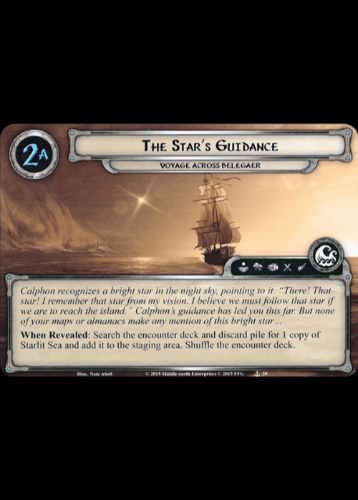 2A
The Star's Guidance
Voyage Across Belegaer
Calphon recognizes a bright star in the night sky, pointing to it. "There! That
star! I remember that star from my vision. I believe we must follow that star if
we are to reach the island." Calphon's guidance has led you this far. But none
of your maps or almanacs make any mention of this bright star…
When Revealed: Search the encounter deck and discard pile for 1 copy of
Starlit Sea and add it to the staging area. Shuffle the encounter deck.
Illus. Nate Abell © 2015 Middle-earth Enterprises © 2015 FFG